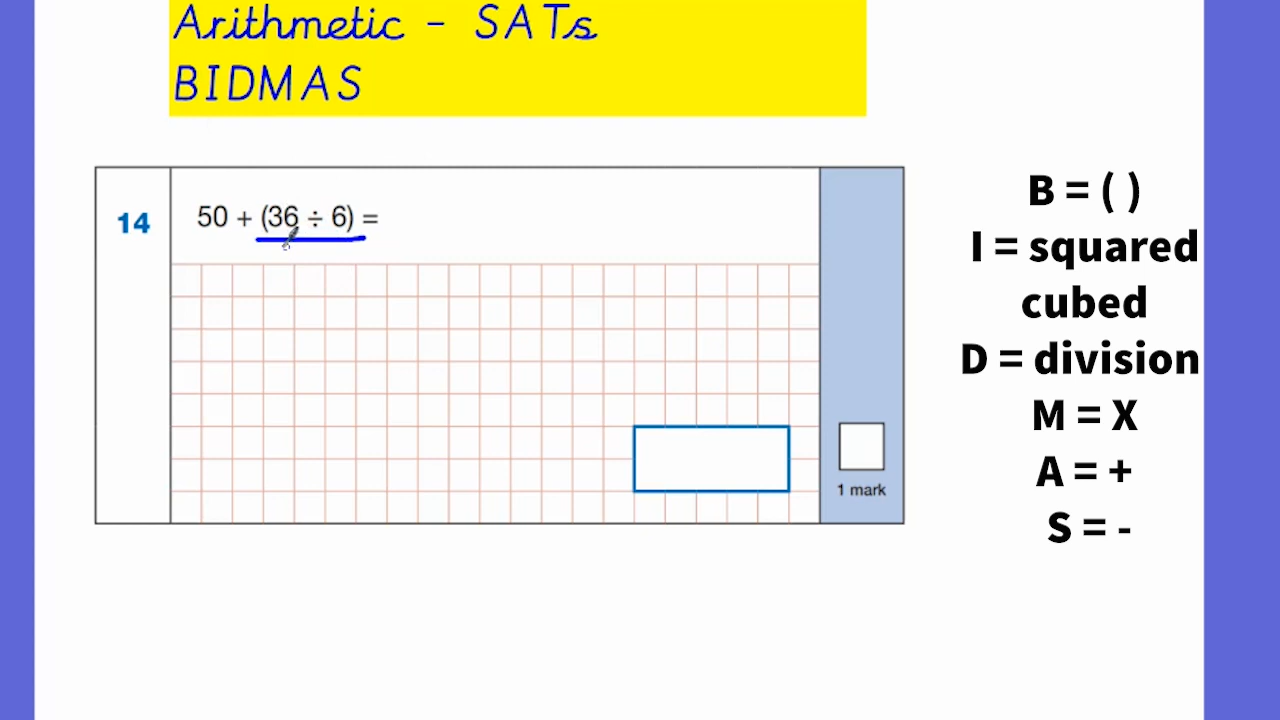 Arithmetic - SATs
BIDMAS
14
50 + (36 ÷ 6) =
1 mark
B = ( )
I = squared
cubed
D = division
M = X
A = +
S = -